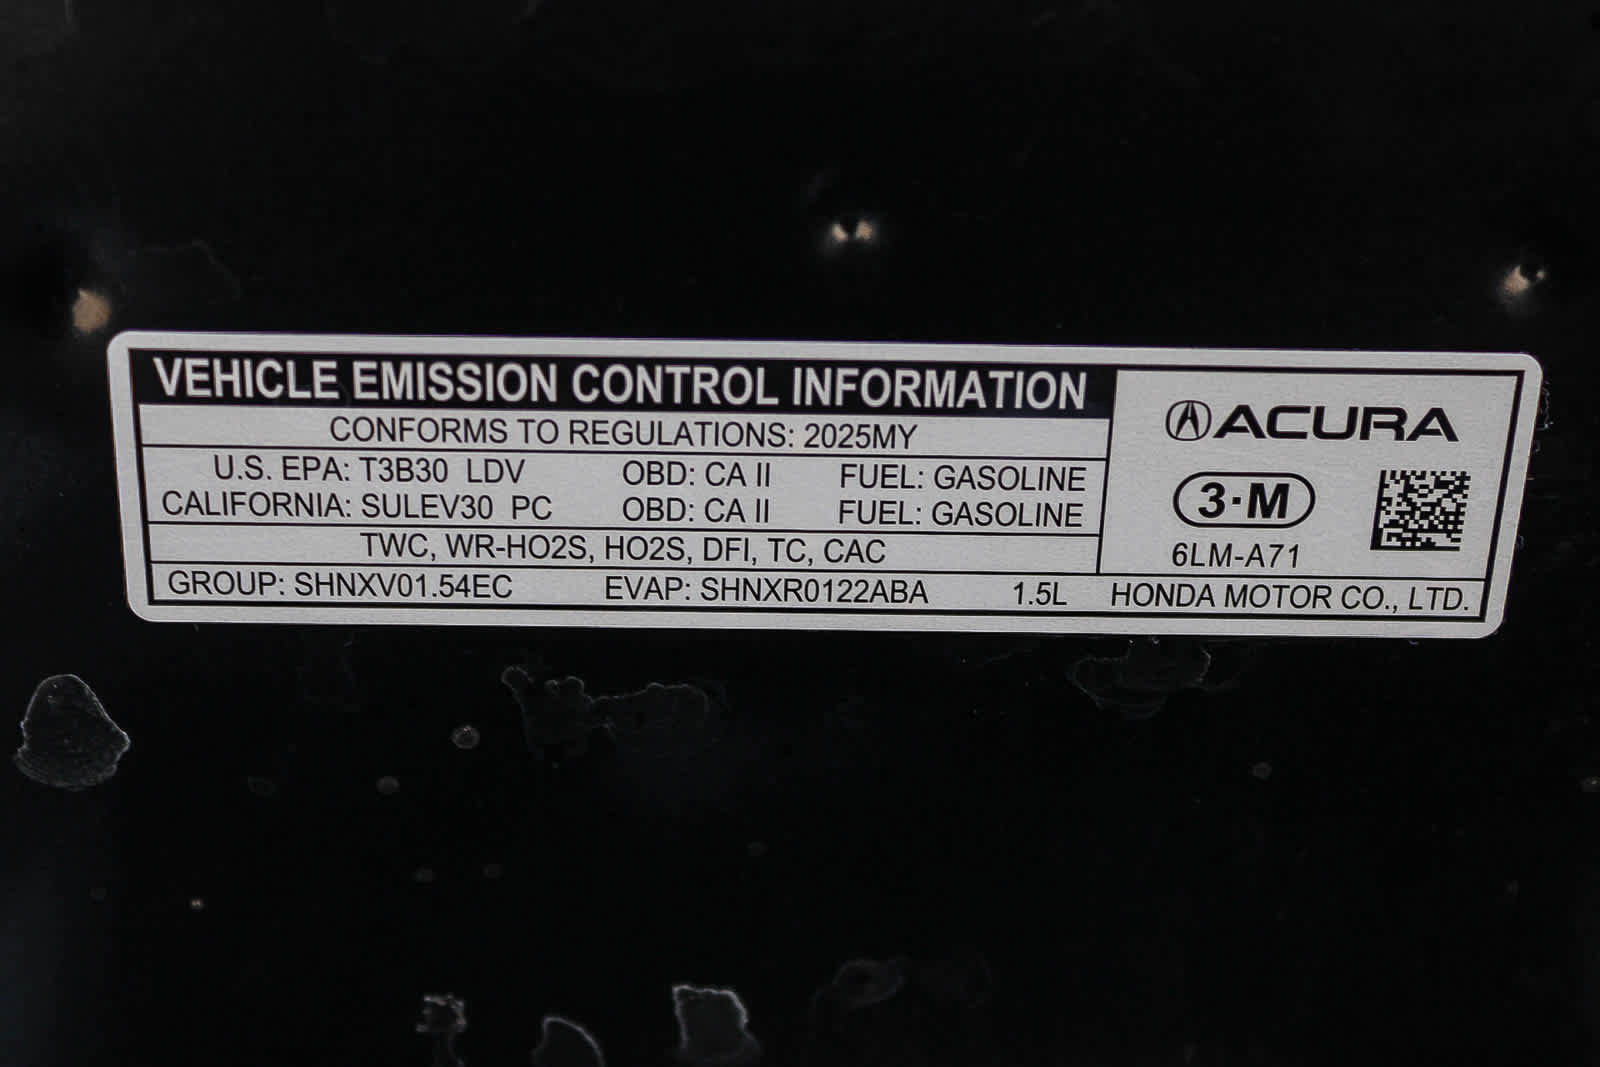 VEHICLE EMISSION CONTROL INFORMATION
CONFORMS TO REGULATIONS: 2025MY
U.S. EPA: T3B30 LDV OBD: CA II FUEL: GASOLINE
CALIFORNIA: SULEV30 PC OBD: CA II FUEL: GASOLINE
TWC, WR-HO2S, HO2S, DFI, TC, CAC
GROUP: SHNXV01.54EC EVAP: SHNXR0122ABA 1.5L HONDA MOTOR CO., LTD.
ACURA
3·M
6LM-A71